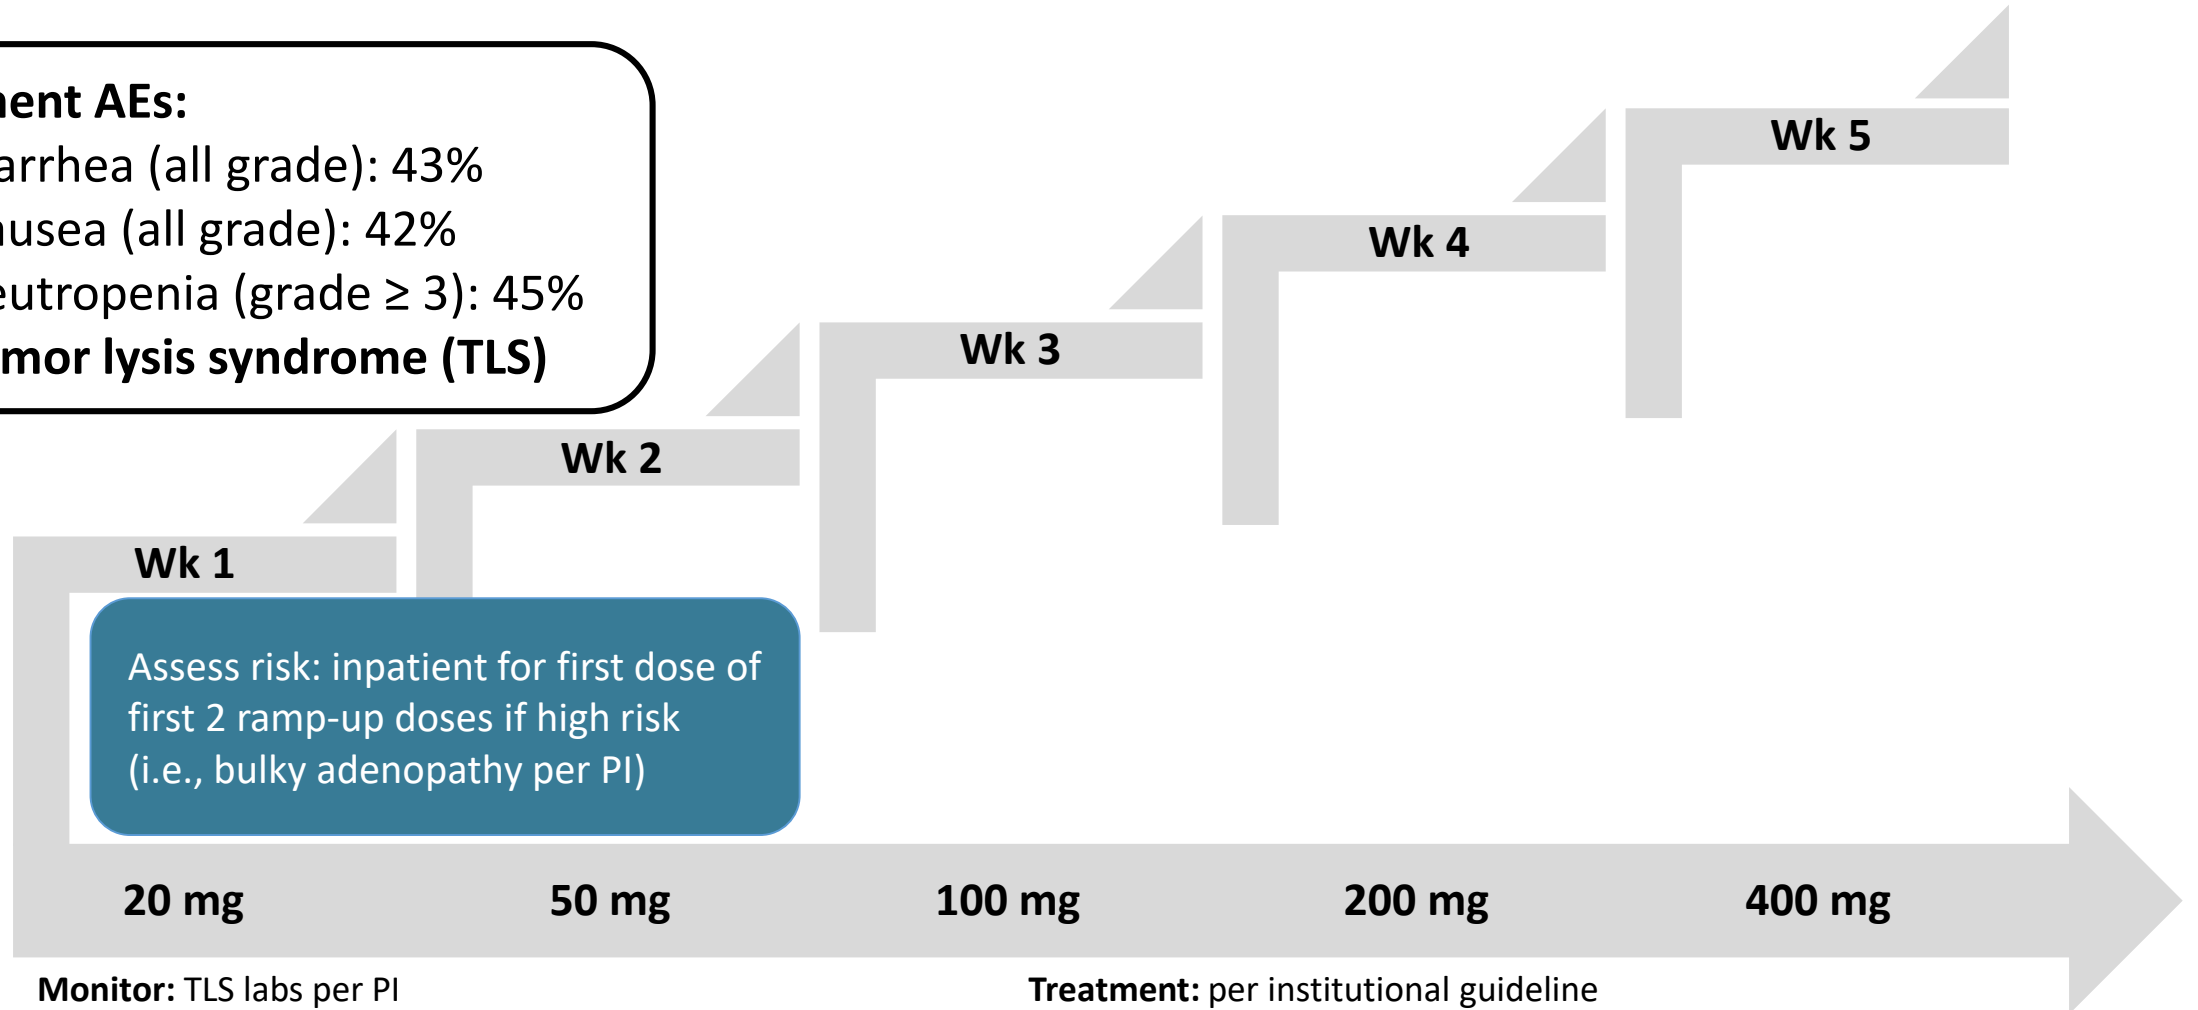 nent AEs:
arrhea (all grade): 43%
usea (all grade): 42%
eutropenia (grade ≥ 3): 45%
mor lysis syndrome (TLS)
Wk 5
Wk 4
Wk 3
Wk 2
Wk 1
Assess risk: inpatient for first dose of
first 2 ramp-up doses if high risk
(i.e., bulky adenopathy per PI)
20 mg
50 mg
100 mg
200 mg
400 mg
Monitor: TLS labs per PI
Treatment: per institutional guideline